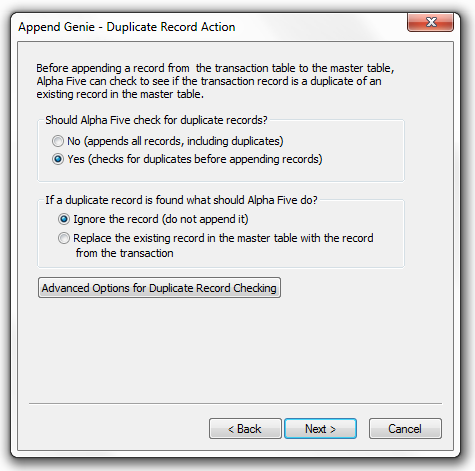 Append Genie - Duplicate Record Action
Before appending a record from the transaction table to the master table,
Alpha Five can check to see if the transaction record is a duplicate of an
existing record in the master table.
Should Alpha Five check for duplicate records?
No (appends all records, including duplicates)
Yes (checks for duplicates before appending records)
If a duplicate record is found what should Alpha Five do?
Ignore the record (do not append it)
Replace the existing record in the master table with the record
from the transaction
Advanced Options for Duplicate Record Checking
< Back Next > Cancel